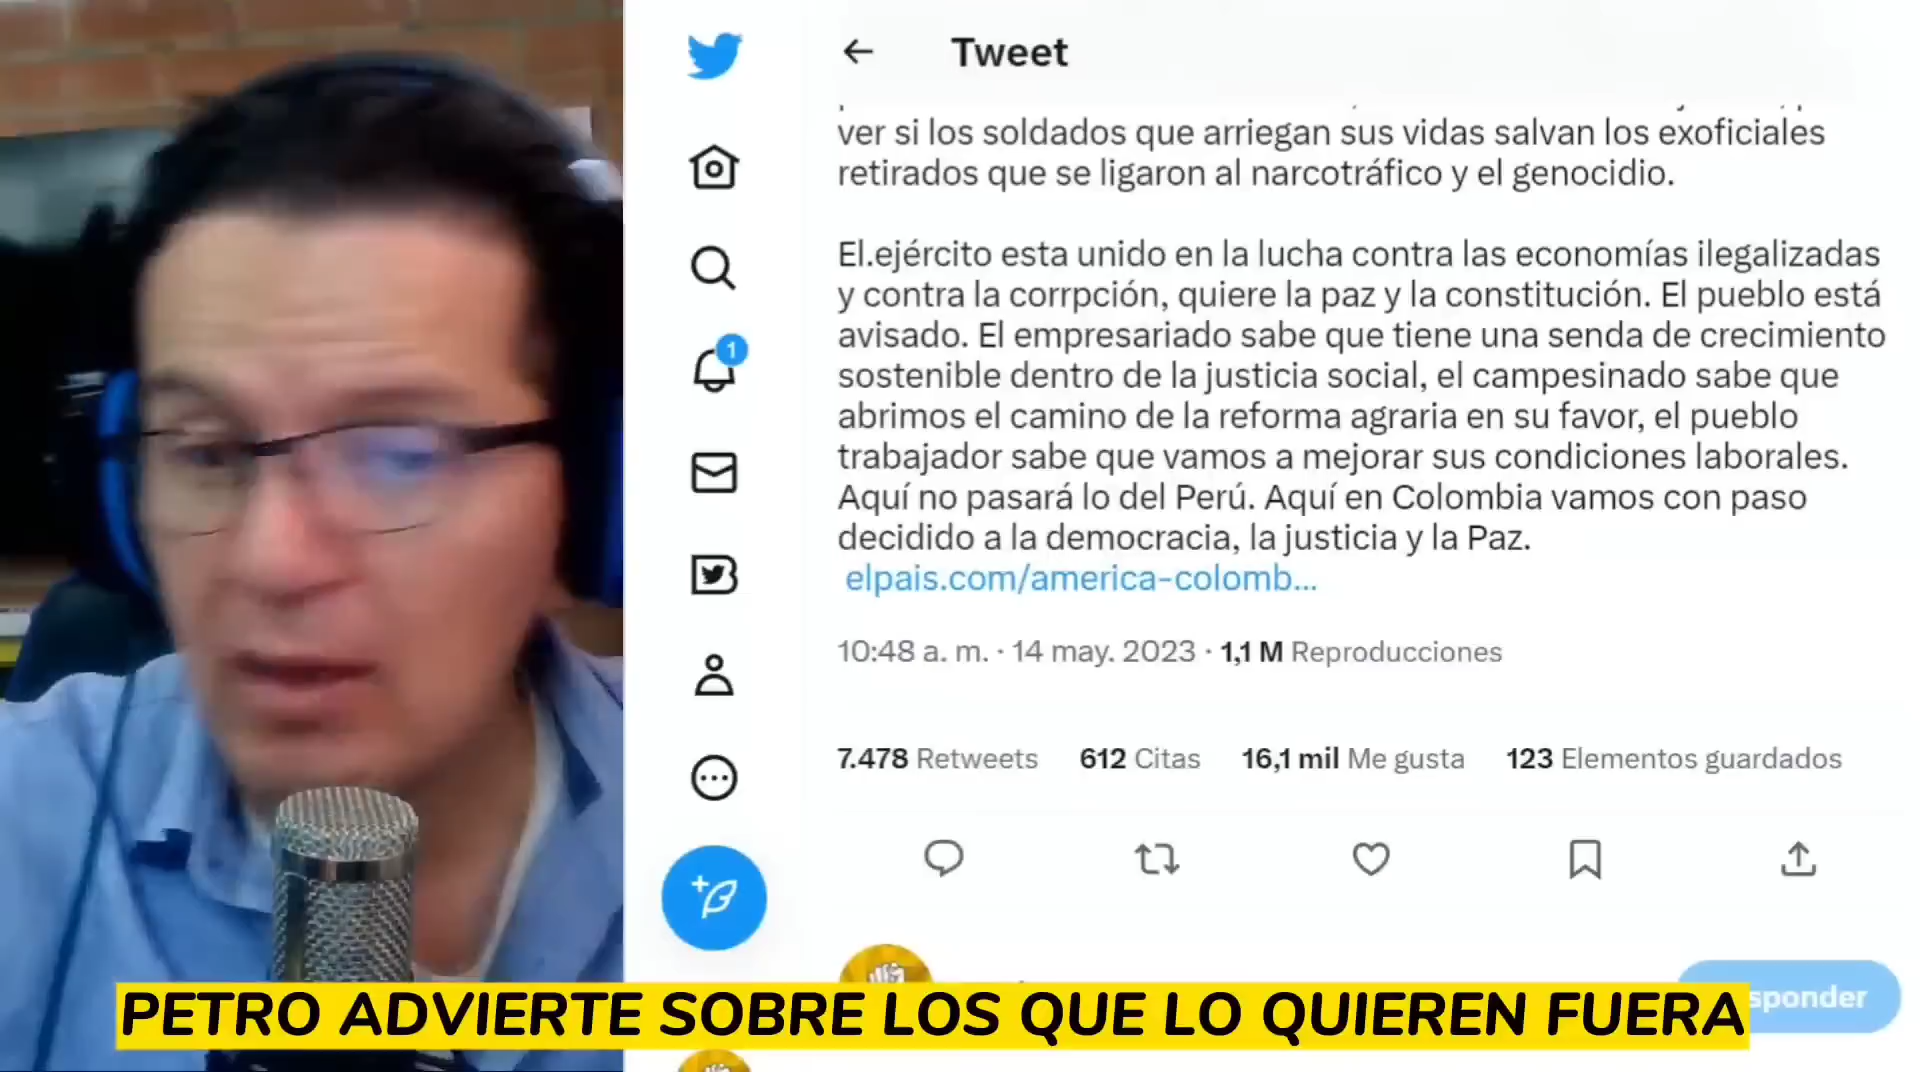 Tweet
ver si los soldados que arriegan sus vidas salvan los exoficiales
retirados que se ligaron al narcotráfico y el genocidio.
El.ejército esta unido en la lucha contra las economías ilegalizadas
y contra la corrpción, quiere la paz y la constitución. El pueblo está
avisado. El empresariado sabe que tiene una senda de crecimiento
sostenible dentro de la justicia social, el campesinado sabe que
abrimos el camino de la reforma agraria en su favor, el pueblo
trabajador sabe que vamos a mejorar sus condiciones laborales.
Aquí no pasará lo del Perú. Aquí en Colombia vamos con paso
decidido a la democracia, la justicia y la Paz.
elpais.com/america-colomb...
10:48 a. m. · 14 may. 2023 · 1,1 M Reproducciones
7.478 Retweets 612 Citas 16,1 mil Me gusta 123 Elementos guardados
1
sponder
PETRO ADVIERTE SOBRE LOS QUE LO QUIEREN FUERA